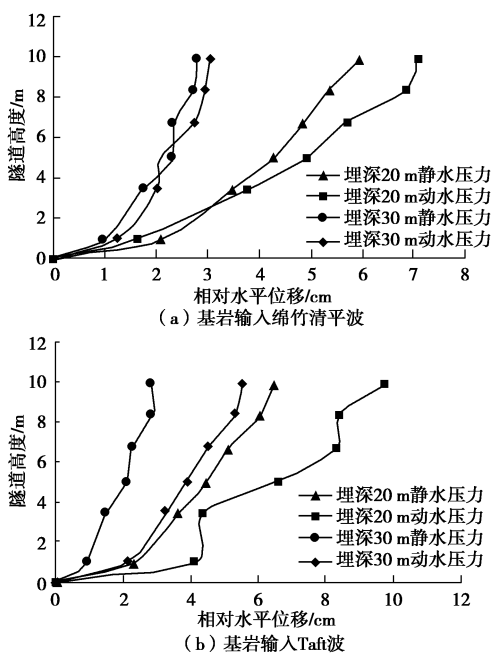 12
10
8
6
4
2
0
隧道高度/m
埋深20 m静水压力
埋深20 m动水压力
埋深30 m静水压力
埋深30 m动水压力
0 1 2 3 4 5 6 7 8
相对水平位移/cm
（a）基岩输入绵竹清平波
12
10
8
6
4
2
0
隧道高度/m
埋深20 m静水压力
埋深20 m动水压力
埋深30 m静水压力
埋深30 m动水压力
0 2 4 6 8 10 12
相对水平位移/cm
（b）基岩输入Taft波